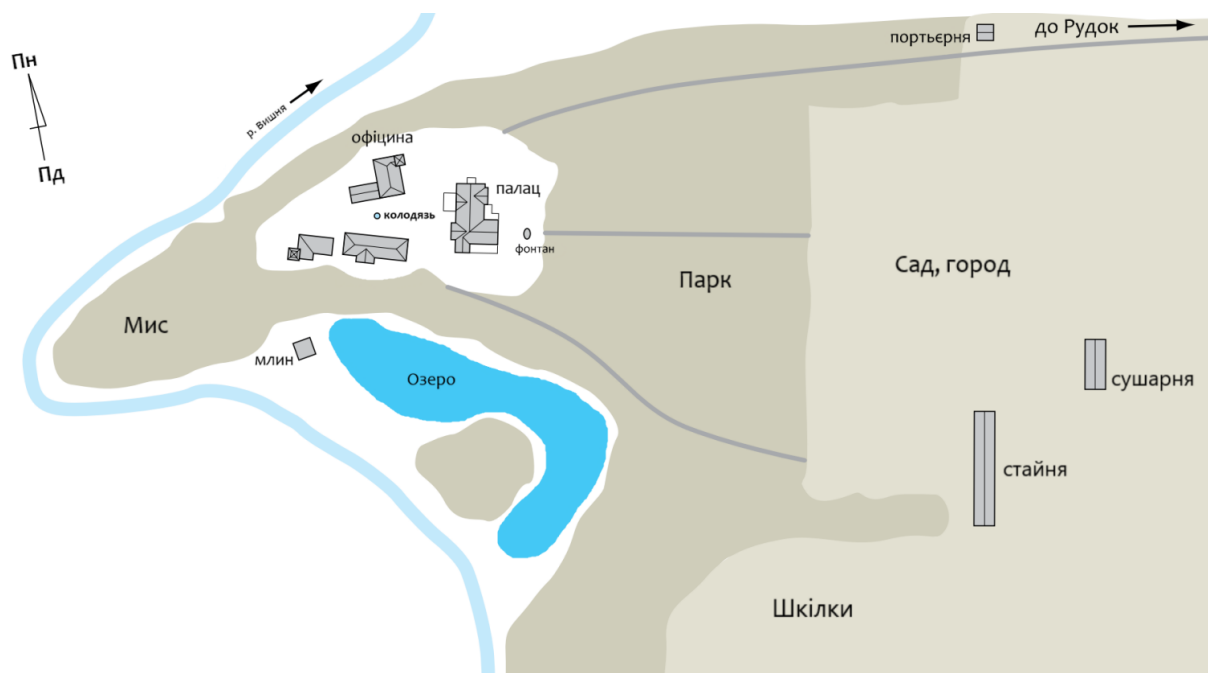 до Рудок
портьєрня
Пн
Пд
р. Вишня
офіцина
палац
колодязь
фонтан
Сад, город
Парк
Мис
млин
Озеро
сушарня
стайня
Шкілки